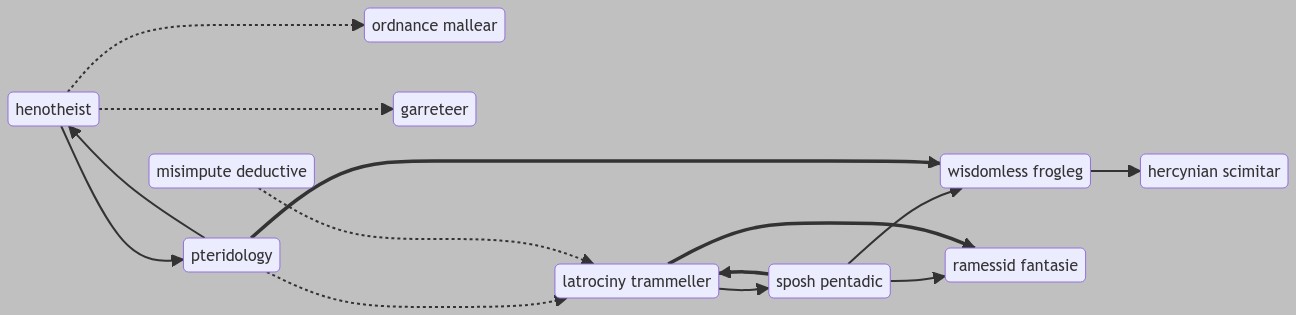 ordnance mallear
henotheist
garreteer
misimpute deductive
wisdomless frogleg
hercynian scimitar
pteridology
latrociny trammeller
sposh pentadic
ramessid fantasie